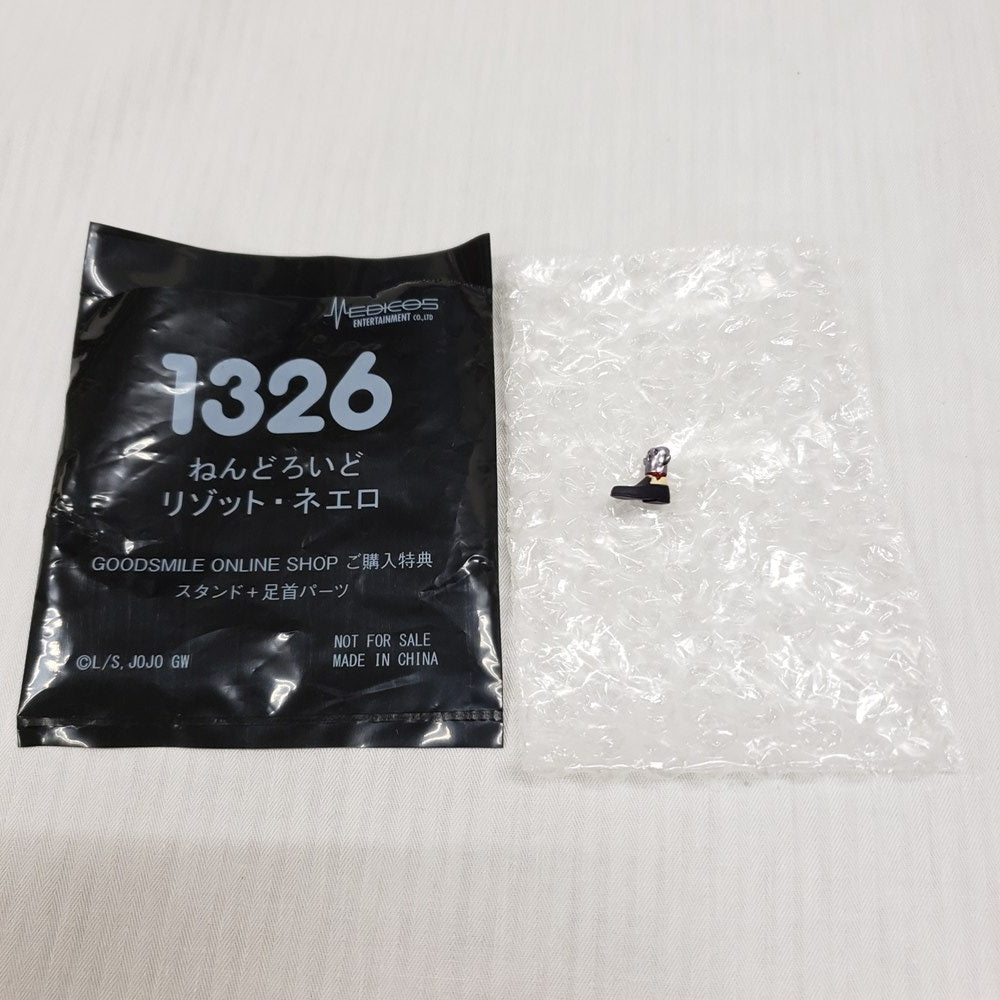 MEDICOS
ENTERTAINMENT CO.,LTD
1326
ねんどろいど
リゾット・ネエロ
GOODSMILE ONLINE SHOP ご購入特典
スタンド+足首パーツ
NOT FOR SALE
©L/S, JOJO GW
MADE IN CHINA